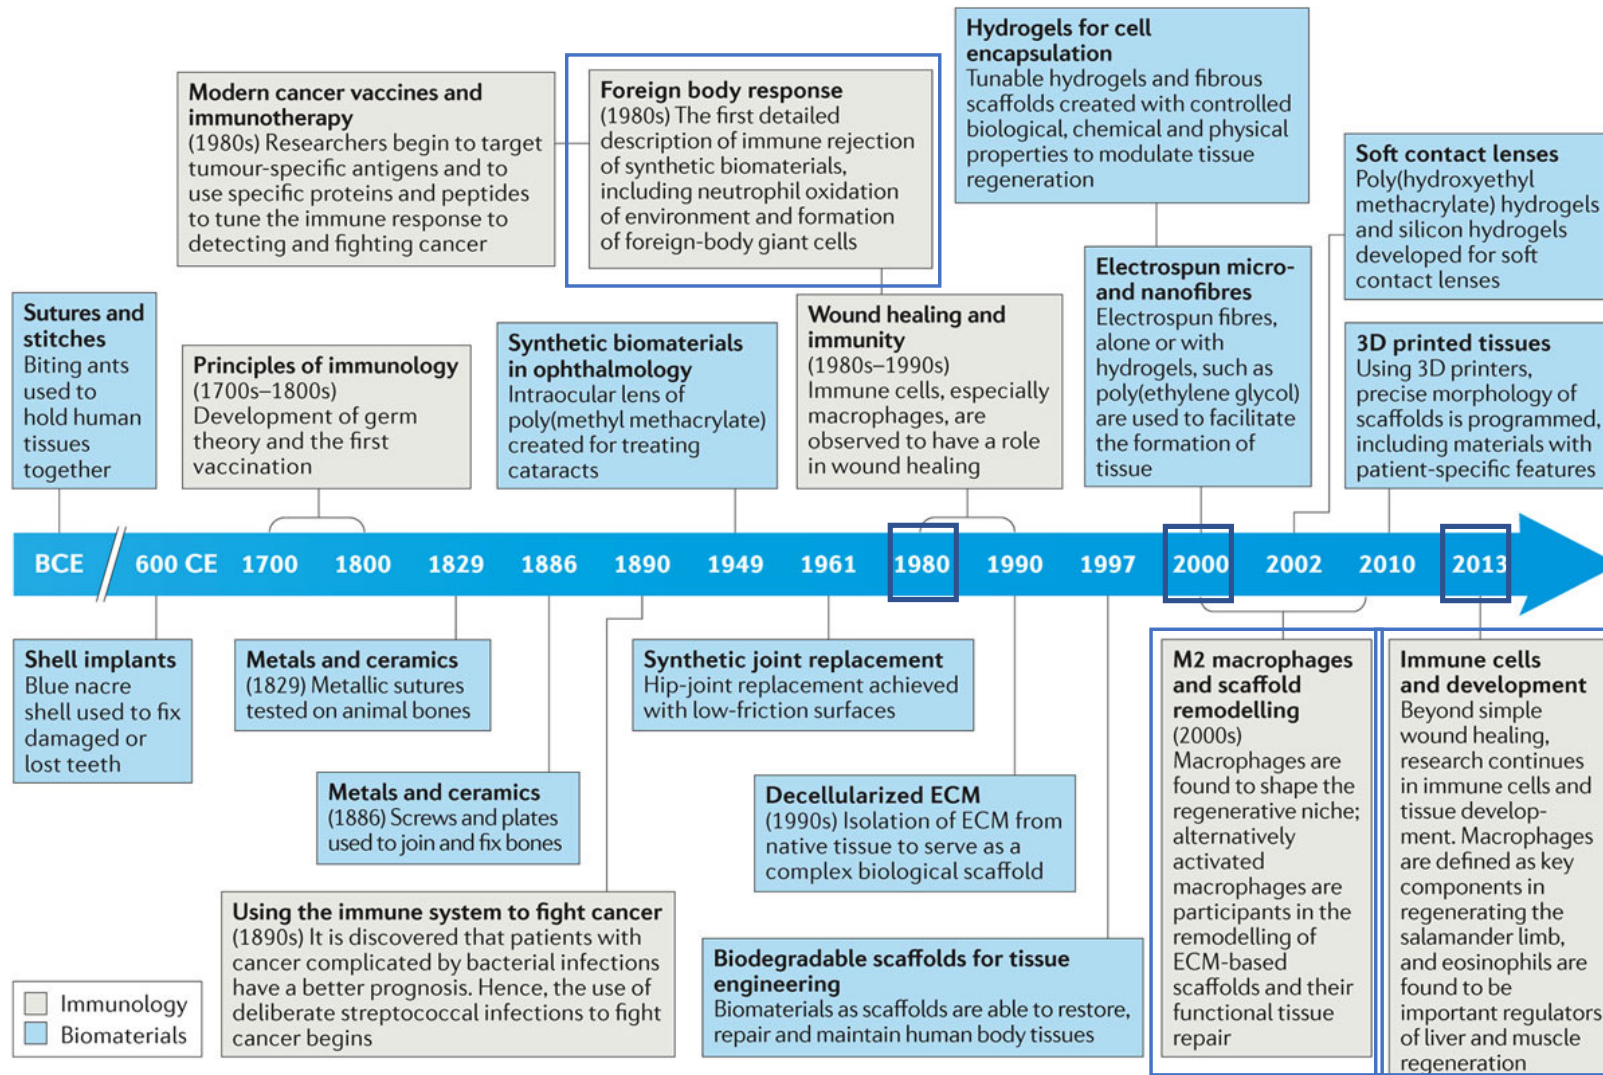 Modern cancer vaccines and
immunotherapy
(1980s) Researchers begin to target
tumour-specific antigens and to
use specific proteins and peptides
to tune the immune response to
detecting and fighting cancer
Foreign body response
(1980s) The first detailed
description of immune rejection
of synthetic biomaterials,
including neutrophil oxidation
of environment and formation
of foreign-body giant cells
Hydrogels for cell
encapsulation
Tunable hydrogels and fibrous
scaffolds created with controlled
biological, chemical and physical
properties to modulate tissue
regeneration
Soft contact lenses
Poly(hydroxyethyl
methacrylate) hydrogels
and silicon hydrogels
developed for soft
contact lenses
Sutures and
stitches
Biting ants
used to
hold human
tissues
together
Principles of immunology
(1700s–1800s)
Development of germ
theory and the first
vaccination
Synthetic biomaterials
in ophthalmology
Intraocular lens of
poly(methyl methacrylate)
created for treating
cataracts
Wound healing and
immunity
(1980s–1990s)
Immune cells, especially
macrophages, are
observed to have a role
in wound healing
Electrospun micro-
and nanofibres
Electrospun fibres,
alone or with
hydrogels, such as
poly(ethylene glycol)
are used to facilitate
the formation of
tissue
3D printed tissues
Using 3D printers,
precise morphology of
scaffolds is programmed,
including materials with
patient-specific features
BCE 600 CE 1700 1800 1829 1886 1890 1949 1961 1980 1990 1997 2000 2002 2010 2013
Shell implants
Blue nacre
shell used to fix
damaged or
lost teeth
Metals and ceramics
(1829) Metallic sutures
tested on animal bones
Metals and ceramics
(1886) Screws and plates
used to join and fix bones
Using the immune system to fight cancer
(1890s) It is discovered that patients with
cancer complicated by bacterial infections
have a better prognosis. Hence, the use of
deliberate streptococcal infections to fight
cancer begins
Synthetic joint replacement
Hip-joint replacement achieved
with low-friction surfaces
Decellularized ECM
(1990s) Isolation of ECM from
native tissue to serve as a
complex biological scaffold
Biodegradable scaffolds for tissue
engineering
Biomaterials as scaffolds are able to restore,
repair and maintain human body tissues
M2 macrophages
and scaffold
remodelling
(2000s)
Macrophages are
found to shape the
regenerative niche;
alternatively
activated
macrophages are
participants in the
remodelling of
ECM-based
scaffolds and their
functional tissue
repair
Immune cells
and development
Beyond simple
wound healing,
research continues
in immune cells and
tissue develop-
ment. Macrophages
are defined as key
components in
regenerating the
salamander limb,
and eosinophils are
found to be
important regulators
of liver and muscle
regeneration
Immunology
Biomaterials